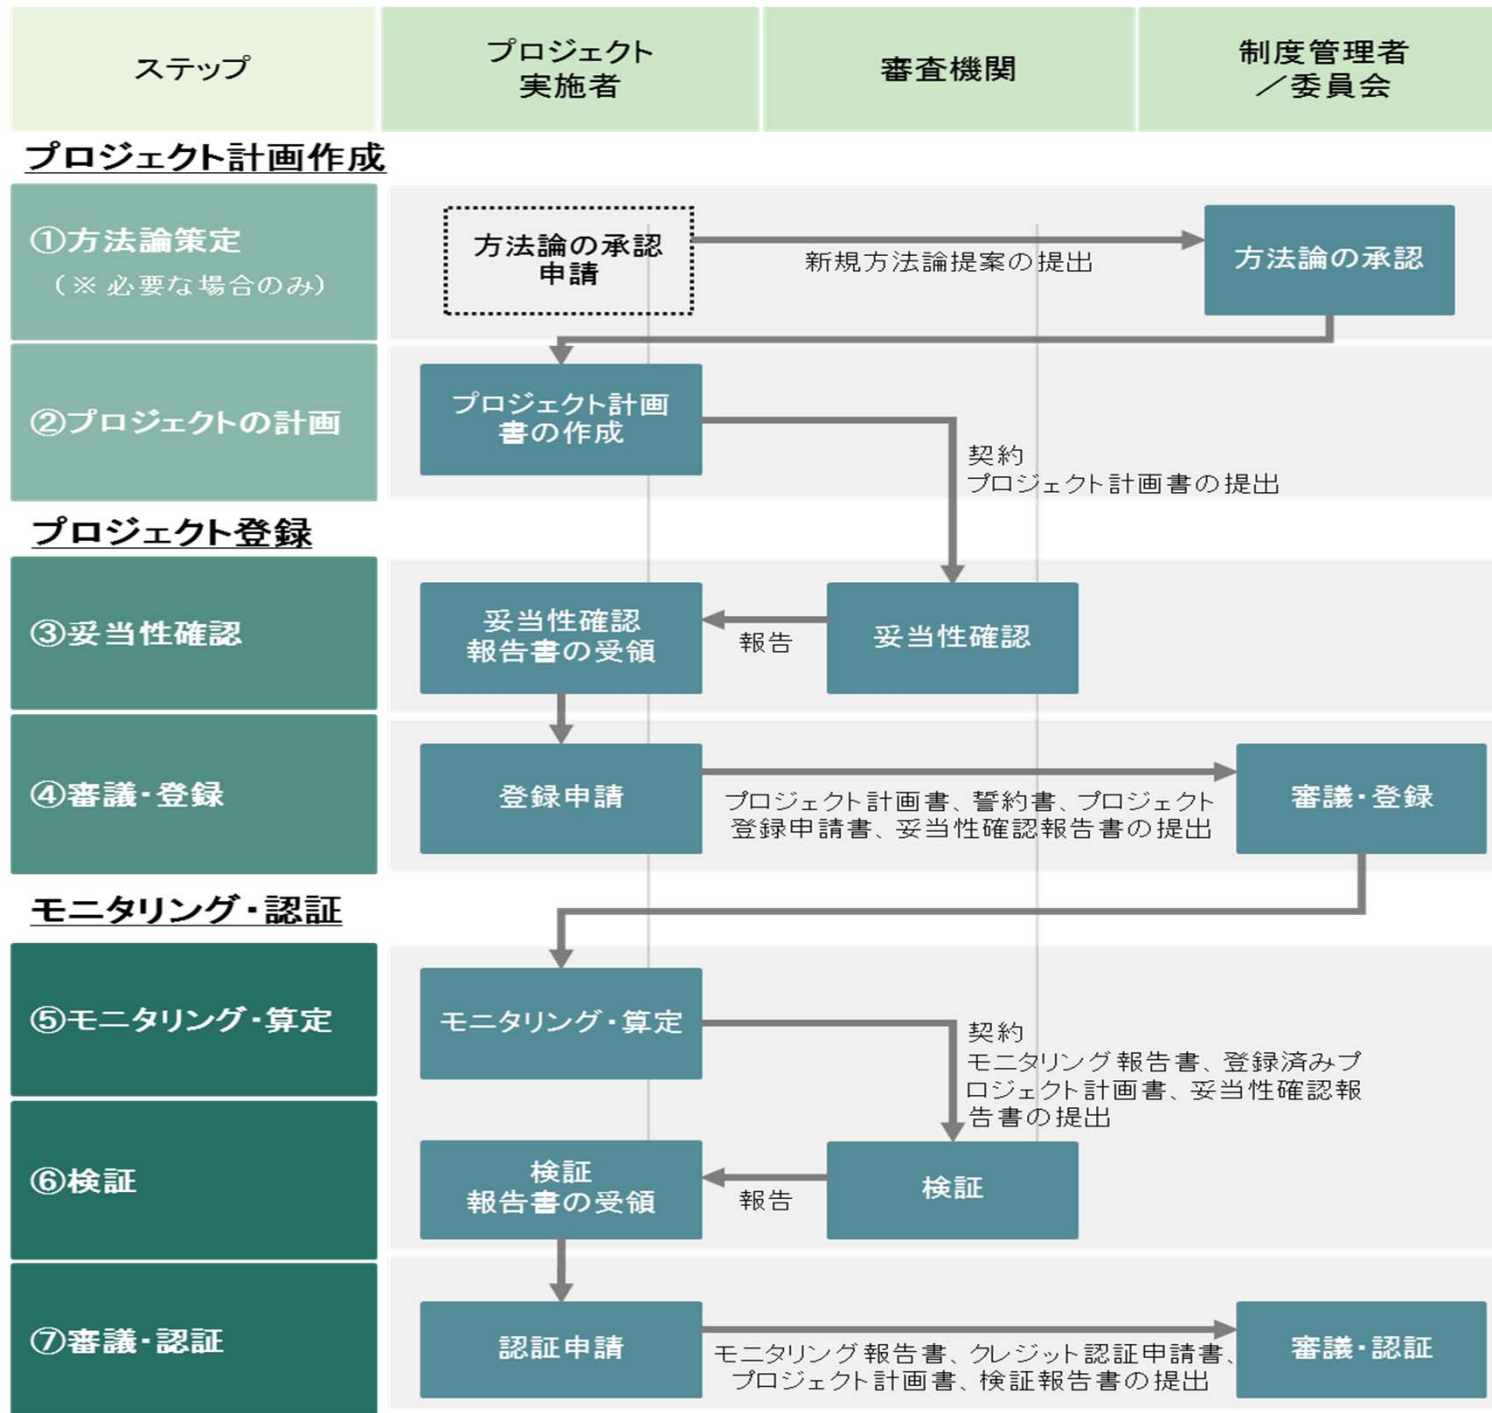 ステップ
プロジェクト
実施者
審査機関
制度管理者
／委員会
プロジェクト計画作成
①方法論策定
（※ 必要な場合のみ）
方法論の承認
申請
新規方法論提案の提出
方法論の承認
②プロジェクトの計画
プロジェクト計画
書の作成
契約
プロジェクト計画書の提出
プロジェクト登録
③妥当性確認
妥当性確認
報告書の受領
報告
妥当性確認
④審議・登録
登録申請
プロジェクト計画書、誓約書、プロジェクト
登録申請書、妥当性確認報告書の提出
審議・登録
モニタリング・認証
⑤モニタリング・算定
モニタリング・算定
契約
モニタリング報告書、登録済みプ
ロジェクト計画書、妥当性確認報
告書の提出
⑥検証
検証
報告書の受領
報告
検証
⑦審議・認証
認証申請
モニタリング報告書、クレジット認証申請書、
プロジェクト計画書、検証報告書の提出
審議・認証